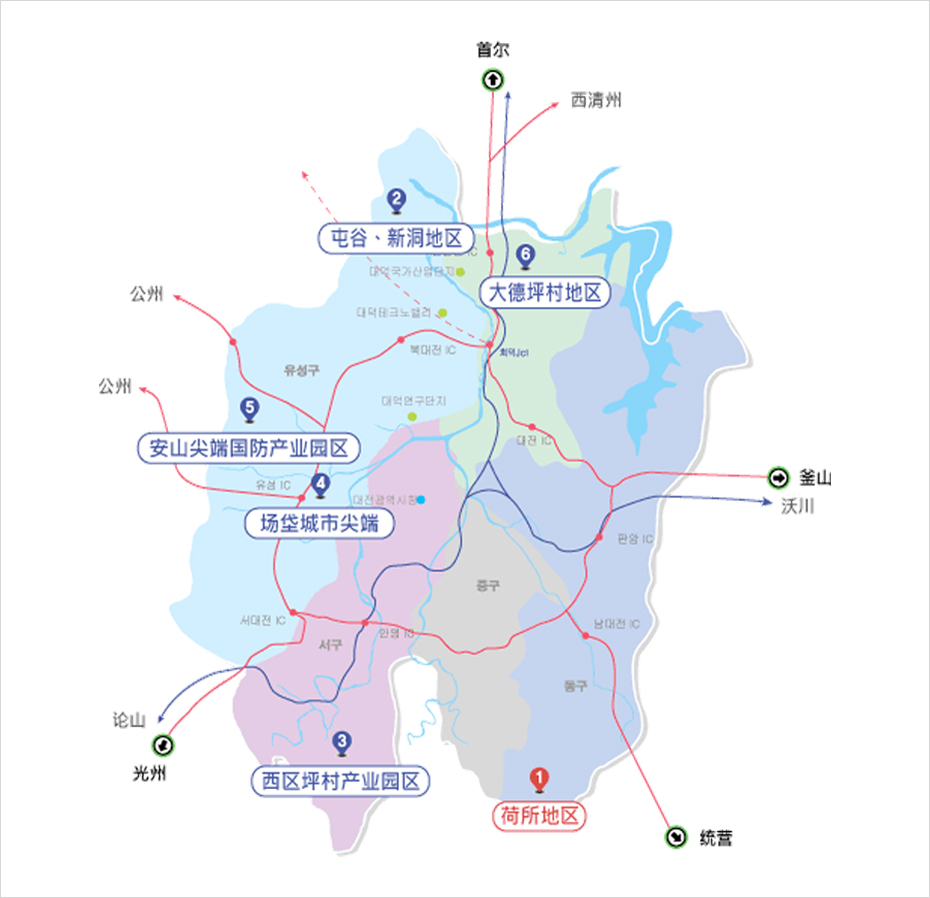 首尔
西清州
2
屯谷、新洞地区
IC
6
대덕국가산업단지
大德坪村地区
公州
대덕테크노밸리
북대전 IC
회덕Jct
유성구
公州
대덕연구단지
5
대전 IC
安山尖端国防产业园区
釜山
유성 IC
4
대전광역시청
沃川
场垈城市尖端
판암 IC
중구
서대전 IC
안영 IC
남대전 IC
서구
동구
论山
3
光州
西区坪村产业园区
1
荷所地区
统营